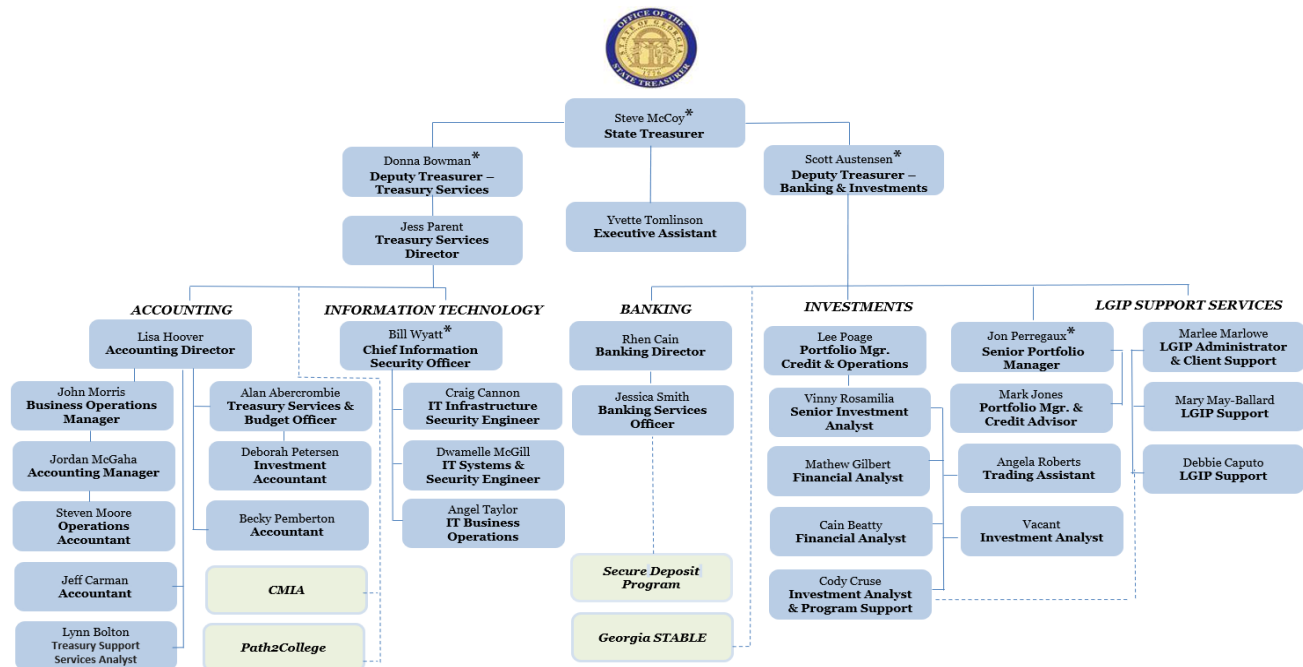 OFFICE OF THE
STATE OF GEORGIA
1776
STATE TREASURER
Steve McCoy*
State Treasurer
Donna Bowman*
Deputy Treasurer –
Treasury Services
Scott Austensen*
Deputy Treasurer –
Banking & Investments
Jess Parent
Treasury Services
Director
Yvette Tomlinson
Executive Assistant
ACCOUNTING
INFORMATION TECHNOLOGY
BANKING
INVESTMENTS
LGIP SUPPORT SERVICES
Lisa Hoover
Accounting Director
John Morris
Business Operations
Manager
Jordan McGaha
Accounting Manager
Steven Moore
Operations
Accountant
Jeff Carman
Accountant
Lynn Bolton
Treasury Support
Services Analyst
Alan Abercrombie
Treasury Services &
Budget Officer
Deborah Petersen
Investment
Accountant
Becky Pemberton
Accountant
CMIA
Path2College
Bill Wyatt*
Chief Information
Security Officer
Craig Cannon
IT Infrastructure
Security Engineer
Dwamelle McGill
IT Systems &
Security Engineer
Angel Taylor
IT Business
Operations
Rhen Cain
Banking Director
Jessica Smith
Banking Services
Officer
Secure Deposit
Program
Georgia STABLE
Lee Poage
Portfolio Mgr.
Credit & Operations
Vinny Rosamilia
Senior Investment
Analyst
Mathew Gilbert
Financial Analyst
Cain Beatty
Financial Analyst
Cody Cruse
Investment Analyst
& Program Support
Jon Perregaux*
Senior Portfolio
Manager
Mark Jones
Portfolio Mgr. &
Credit Advisor
Angela Roberts
Trading Assistant
Vacant
Investment Analyst
Marlee Marlowe
LGIP Administrator
& Client Support
Mary May-Ballard
LGIP Support
Debbie Caputo
LGIP Support